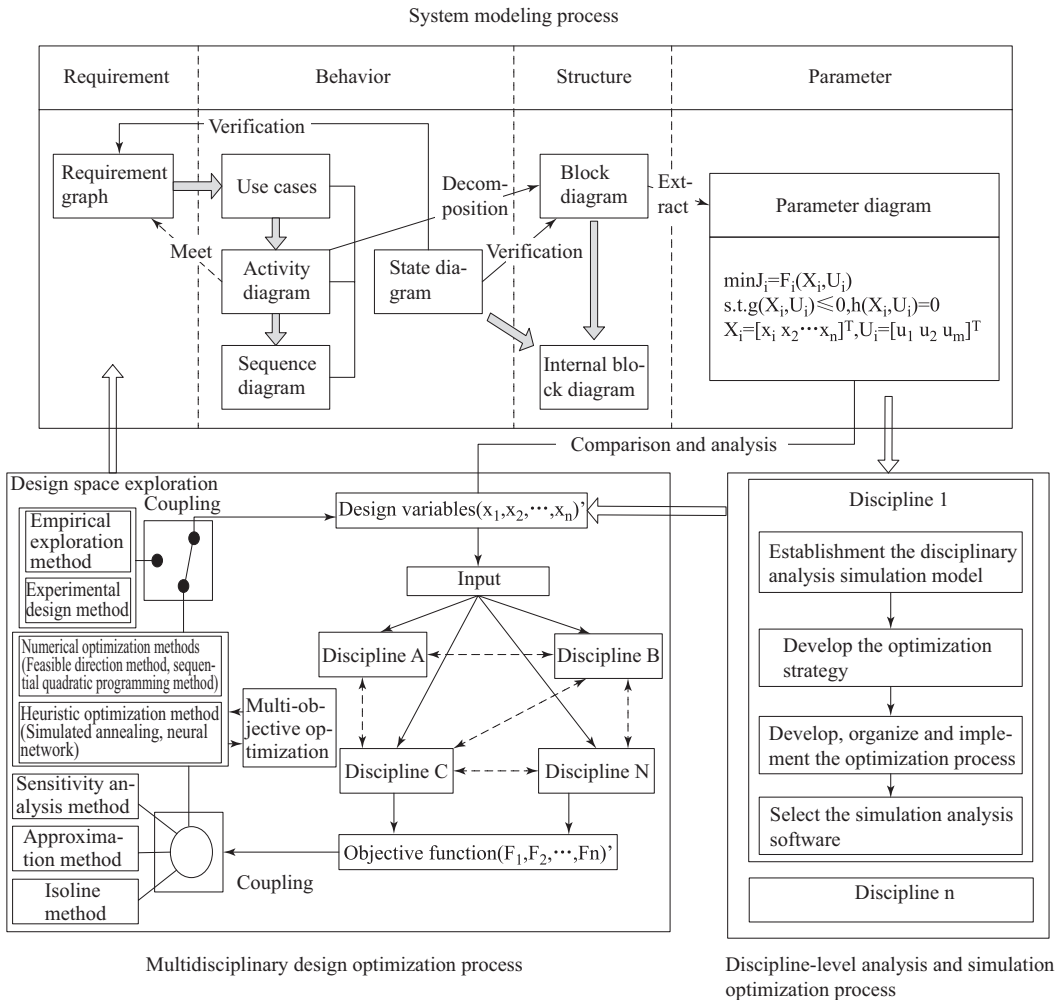 System modeling process
Requirement
Behavior
Structure
Parameter
Verification
Requirement
graph
Use cases
Decom-
position
Block
diagram
Ext-
ract
Parameter diagram
Meet
Activity
diagram
State dia-
gram
Verification
minJᵢ=Fᵢ(Xᵢ,Uᵢ)
s.t.g(Xᵢ,Uᵢ)≤0,h(Xᵢ,Uᵢ)=0
Xᵢ=[xᵢ x₂⋯xₙ]ᵀ,Uᵢ=[u₁ u₂ uₘ]ᵀ
Sequence
diagram
Internal blo-
ck diagram
Comparison and analysis
Design space exploration
Coupling
Empirical
exploration
method
Experimental
design method
Numerical optimization methods
(Feasible direction method, sequen-
tial quadratic programming method)
Heuristic optimization method
(Simulated annealing, neural
network)
Multi-ob-
jective op-
timization
Sensitivity an-
alysis method
Approxima-
tion method
Isoline
method
Coupling
Design variables(x₁,x₂,⋯,xₙ)’
Input
Discipline A
Discipline B
Discipline C
Discipline N
Objective function(F₁,F₂,⋯,Fn)’
Discipline 1
Establishment the disciplinary
analysis simulation model
Develop the optimization
strategy
Develop, organize and imple-
ment the optimization process
Select the simulation analysis
software
Discipline n
Multidisciplinary design optimization process
Discipline-level analysis and simulation
optimization process